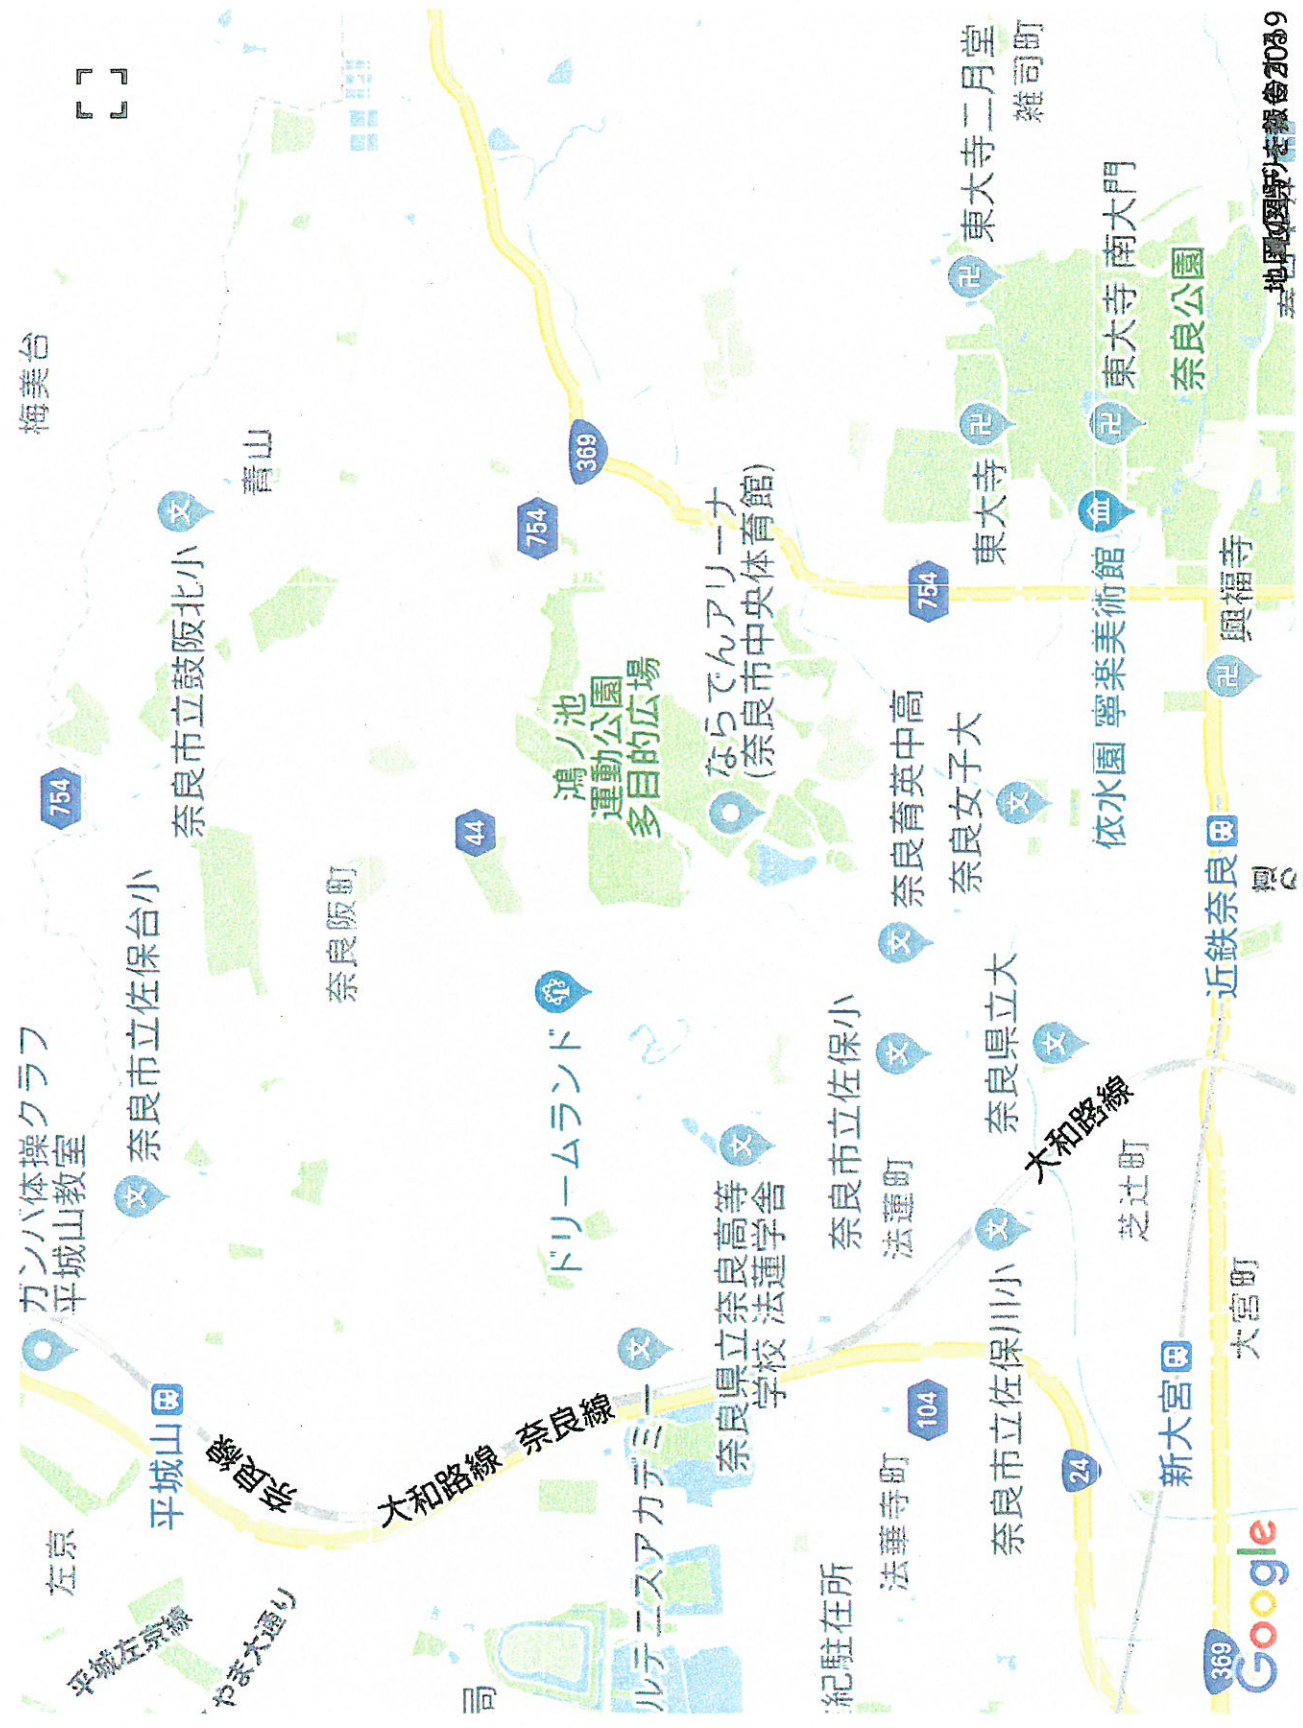 ガンバ体操クラブ
平城山教室
梅美台
左京
754
奈良市立佐保台小
奈良市立鼓阪北小
平城山
平城左京線
奈良線
青山
やま大通り
奈良阪町
大和路線
奈良線
44
754
369
司
ドリームランド
鴻ノ池
運動公園
多目的広場
ルテニスアカデミー
奈良県立奈良高等
学校 法蓮学舎
ならでんアリーナ
(奈良市中央体育館)
紀駐在所
奈良市立佐保小
法華寺町
104
法蓮町
奈良育英中高
754
奈良女子大
東大寺
東大寺二月堂
雑司町
奈良市立佐保川小
奈良県立大
大和路線
24
芝辻町
依水園 寧楽美術館
東大寺 南大門
新大宮
奈良公園
近鉄奈良
興福寺
大宮町
369
Google